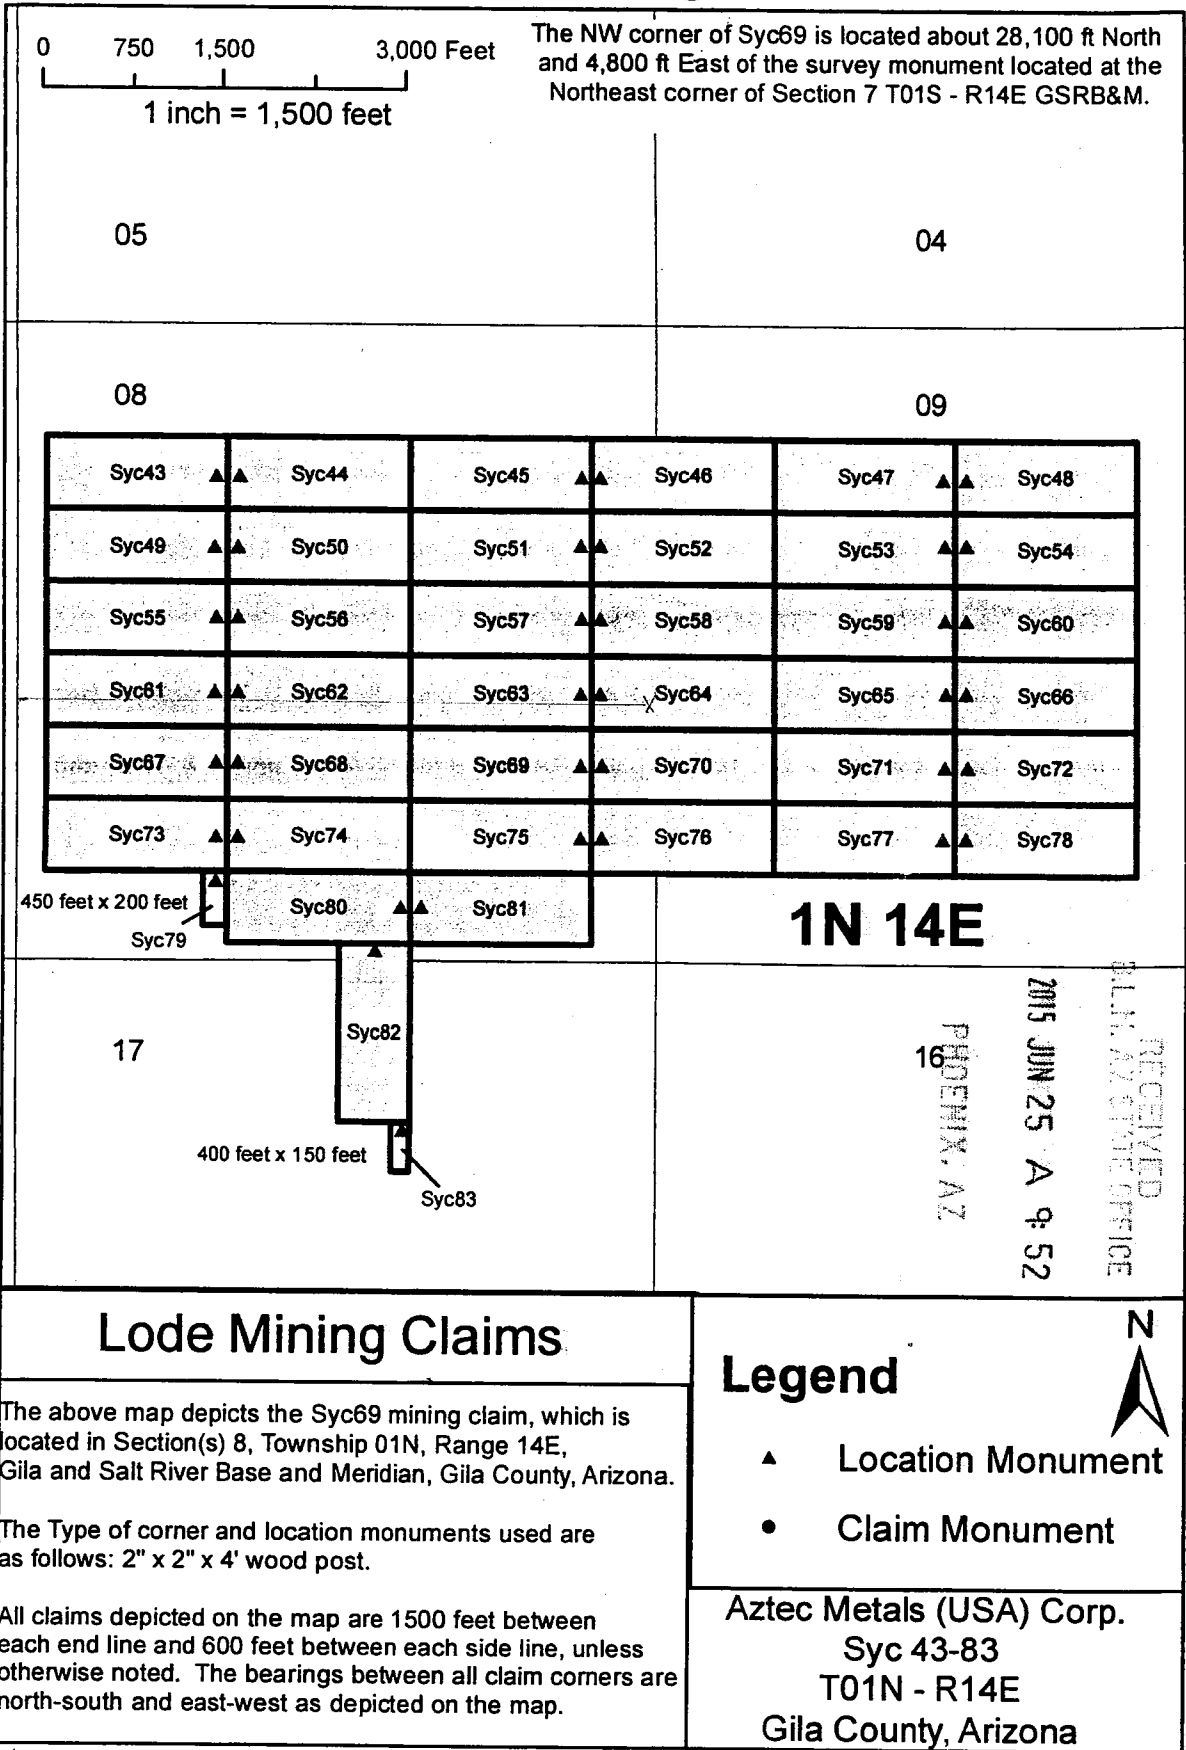 0 750 1,500 3,000 Feet
1 inch = 1,500 feet
The NW corner of Syc69 is located about 28,100 ft North
and 4,800 ft East of the survey monument located at the
Northeast corner of Section 7 T01S - R14E GSRB&M.
05
04
08
09
Syc43 Syc44 Syc45 Syc46 Syc47 Syc48
Syc49 Syc50 Syc51 Syc52 Syc53 Syc54
Syc55 Syc56 Syc57 Syc58 Syc59 Syc60
Syc61 Syc62 Syc63 Syc64 Syc65 Syc66
Syc67 Syc68 Syc69 Syc70 Syc71 Syc72
Syc73 Syc74 Syc75 Syc76 Syc77 Syc78
450 feet x 200 feet
Syc79
Syc80 Syc81
1N 14E
Syc82
17
16
400 feet x 150 feet
Syc83
RECEIVED
B.L.M. AZ STATE OFFICE
2015 JUN 25 A 9:52
PHOENIX, AZ
Lode Mining Claims
The above map depicts the Syc69 mining claim, which is
located in Section(s) 8, Township 01N, Range 14E,
Gila and Salt River Base and Meridian, Gila County, Arizona.
The Type of corner and location monuments used are
as follows: 2" x 2" x 4' wood post.
All claims depicted on the map are 1500 feet between
each end line and 600 feet between each side line, unless
otherwise noted. The bearings between all claim corners are
north-south and east-west as depicted on the map.
N
Legend
Location Monument
Claim Monument
Aztec Metals (USA) Corp.
Syc 43-83
T01N - R14E
Gila County, Arizona